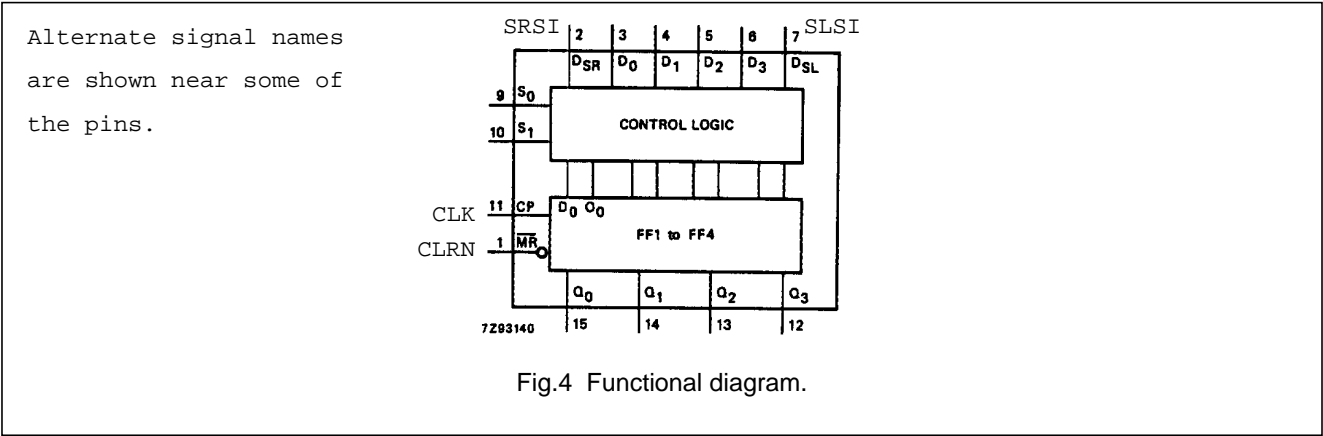 Alternate signal names
are shown near some of
the pins.
SRSI 2 3 4 5 6 7 SLSI
DSR D0 D1 D2 D3 DSL
9 S0
CONTROL LOGIC
10 S1
CLK 11 CP D0 O0
FF1 to FF4
CLRN 1 MR
Q0 Q1 Q2 Q3
7Z93140 15 14 13 12
Fig.4 Functional diagram.